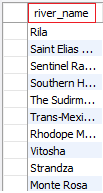 river_name
Rila
Saint Elias ...
Sentinel Ra...
Southern H...
The Sudirm...
Trans-Mexi...
Rhodope M...
Vitosha
Strandza
Monte Rosa